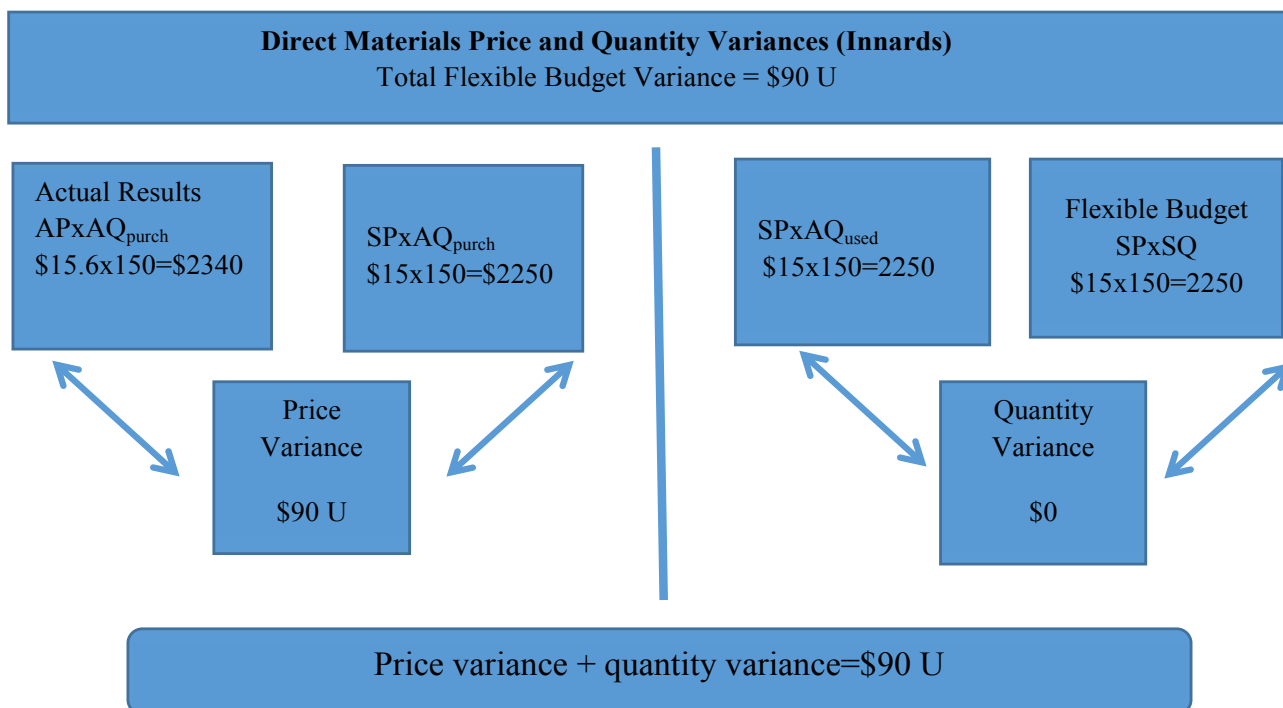 Direct Materials Price and Quantity Variances (Innards)
Total Flexible Budget Variance = $90 U
Actual Results
APxAQpurch
$15.6x150=$2340
SPxAQpurch
$15x150=$2250
SPxAQused
$15x150=2250
Flexible Budget
SPxSQ
$15x150=2250
Price
Variance
$90 U
Quantity
Variance
$0
Price variance + quantity variance=$90 U